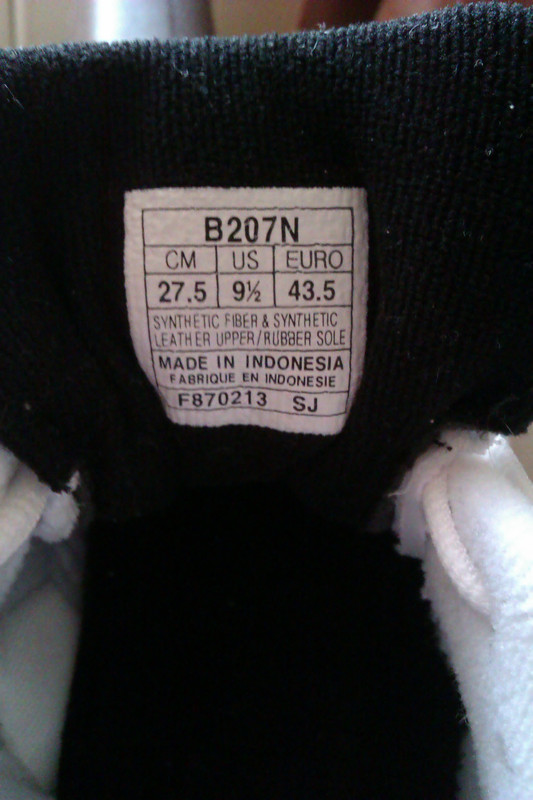 B207N
CM US EURO
27.5 9½ 43.5
SYNTHETIC FIBER & SYNTHETIC
LEATHER UPPER/RUBBER SOLE
MADE IN INDONESIA
FABRIQUE EN INDONESIE
F870213 SJ